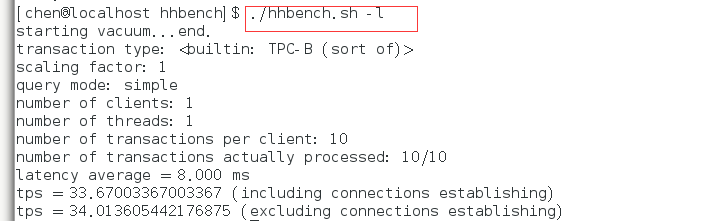 [chen@localhost hhbench]$ ./hhbench.sh -l
starting vacuum...end.
transaction type: <builtin: TPC-B (sort of)>
scaling factor: 1
query mode: simple
number of clients: 1
number of threads: 1
number of transactions per client: 10
number of transactions actually processed: 10/10
latency average = 8.000 ms
tps = 33.67003367003367 (including connections establishing)
tps = 34.013605442176875 (excluding connections establishing)